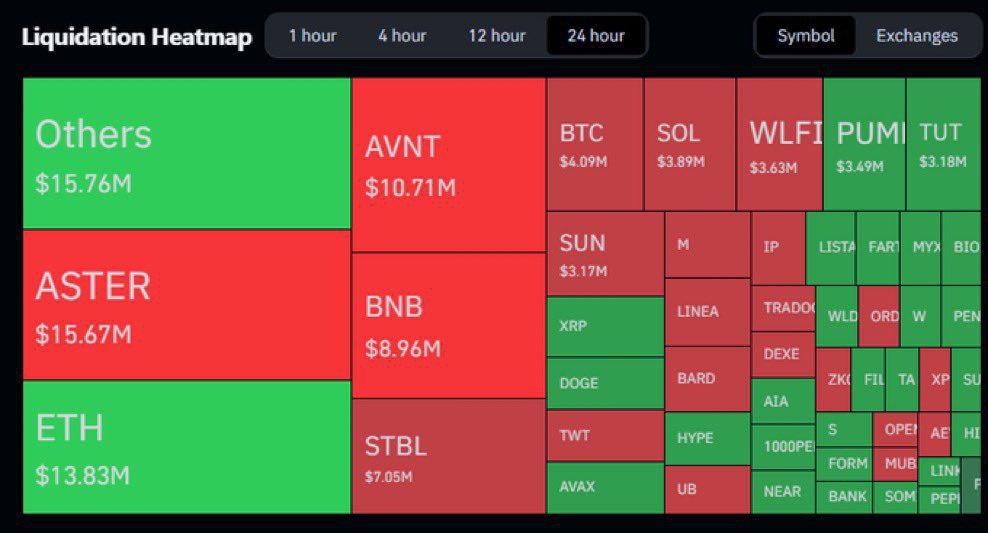 Liquidation Heatmap
1 hour
4 hour
12 hour
24 hour
Symbol
Exchanges
Others
$15.76M
ASTER
$15.67M
ETH
$13.83M
AVNT
$10.71M
BNB
$8.96M
STBL
$7.05M
BTC
$4.09M
SOL
$3.89M
WLFI
$3.63M
PUM
$3.49M
TUT
$3.18M
SUN
$3.17M
XRP
DOGE
TWT
AVAX
M
LINEA
BARD
HYPE
UB
IP
TRADO
DEXE
AIA
1000PE
NEAR
LISTA
FART
MYX
BIO
WLD
ORD
W
PEN
ZK
FIL
TA
XP
SU
S
OPEN
AE
HI
FORM
MUB
LINK
BANK
SOM
PEP